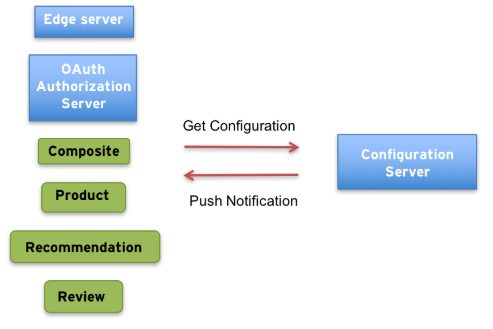 Edge server
OAuth
Authorization
Server
Composite
Product
Recommendation
Review
Get Configuration
Push Notification
Configuration
Server